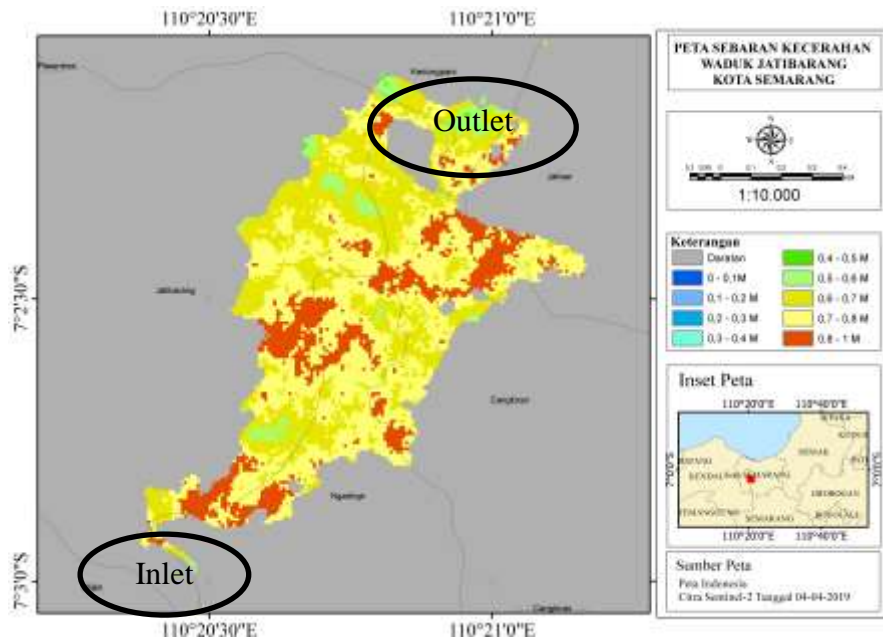 110°20'30"E
110°21'0"E
7°2'30"S
7°3'0"S
110°20'30"E
110°21'0"E
Outlet
Inlet
Jatibarang
Ngadirgo
PETA SEBARAN KECERAHAN
WADUK JATIBARANG
KOTA SEMARANG
N
W
E
S
1:10.000
Keterangan
Daratan
0 - 0,1M
0,1 - 0,2 M
0,2 - 0,3 M
0,3 - 0,4 M
0,4 - 0,5 M
0,5 - 0,6 M
0,6 - 0,7 M
0,7 - 0,8 M
0,8 - 1 M
Inset Peta
110°20'0"E
110°40'0"E
7°0'0"S
7°0'0"S
SEMARANG
110°20'0"E
110°40'0"E
Sumber Peta
Peta Indonesia
Citra Sentinel-2 Tanggal 04-04-2019